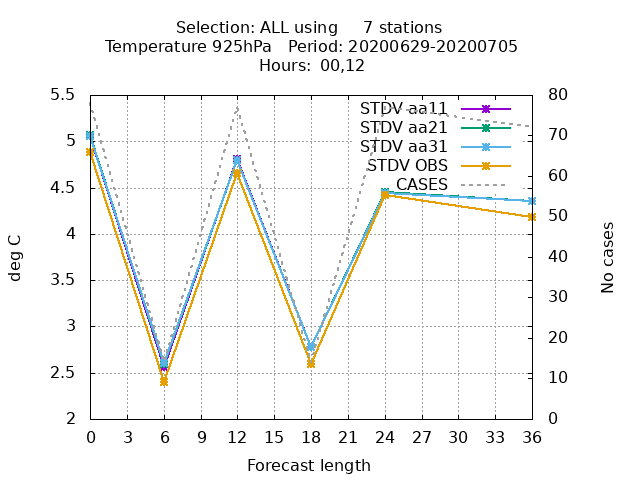 Selection: ALL using     7 stations
Temperature 925hPa   Period: 20200629-20200705
Hours: 00,12
5.5
5
4.5
4
3.5
3
2.5
2
deg C
80
70
60
50
40
30
20
10
0
No cases
STDV aa11
STDV aa21
STDV aa31
STDV OBS
CASES
0 3 6 9 12 15 18 21 24 27 30 33 36
Forecast length